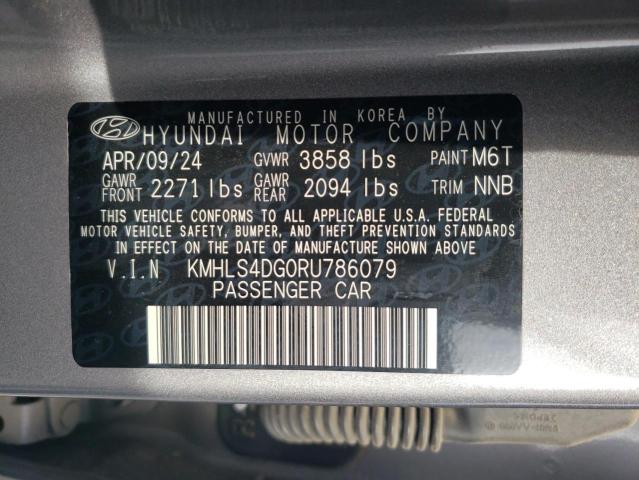 MANUFACTURED IN KOREA BY
HYUNDAI MOTOR COMPANY
APR/09/24 GVWR 3858 lbs PAINT M6T
GAWR FRONT 2271 lbs GAWR REAR 2094 lbs TRIM NNB
THIS VEHICLE CONFORMS TO ALL APPLICABLE U.S.A. FEDERAL
MOTOR VEHICLE SAFETY, BUMPER, AND THEFT PREVENTION STANDARDS
IN EFFECT ON THE DATE OF MANUFACTURE SHOWN ABOVE
V.I.N KMHLS4DG0RU786079
PASSENGER CAR